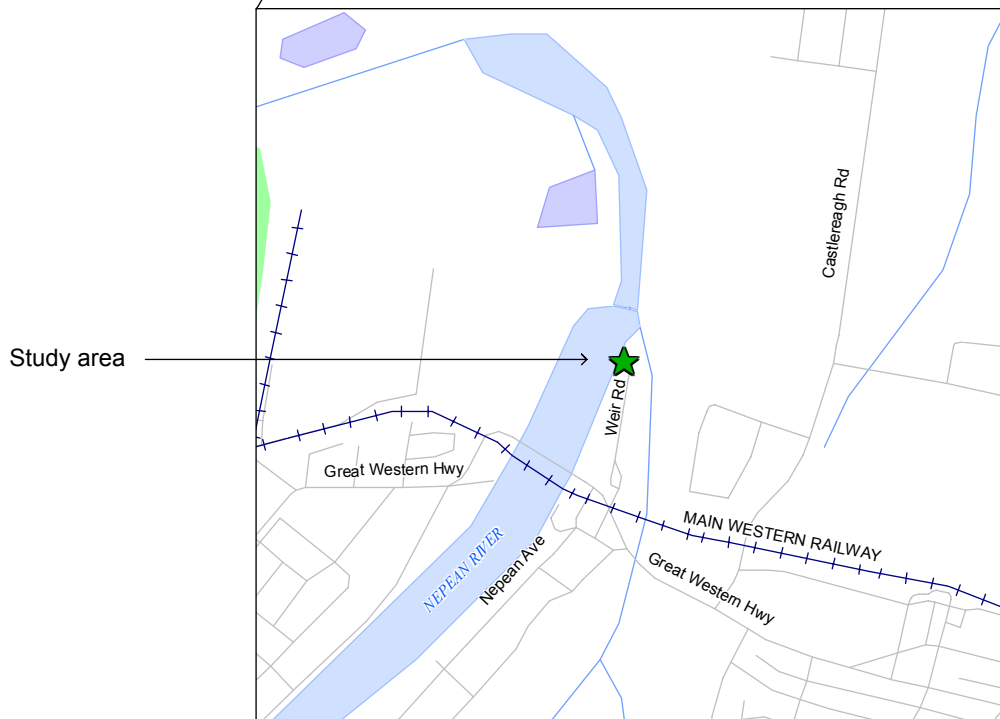 Castlereagh Rd
Study area
Weir Rd
Great Western Hwy
MAIN WESTERN RAILWAY
NEPEAN RIVER
Nepean Ave
Great Western Hwy